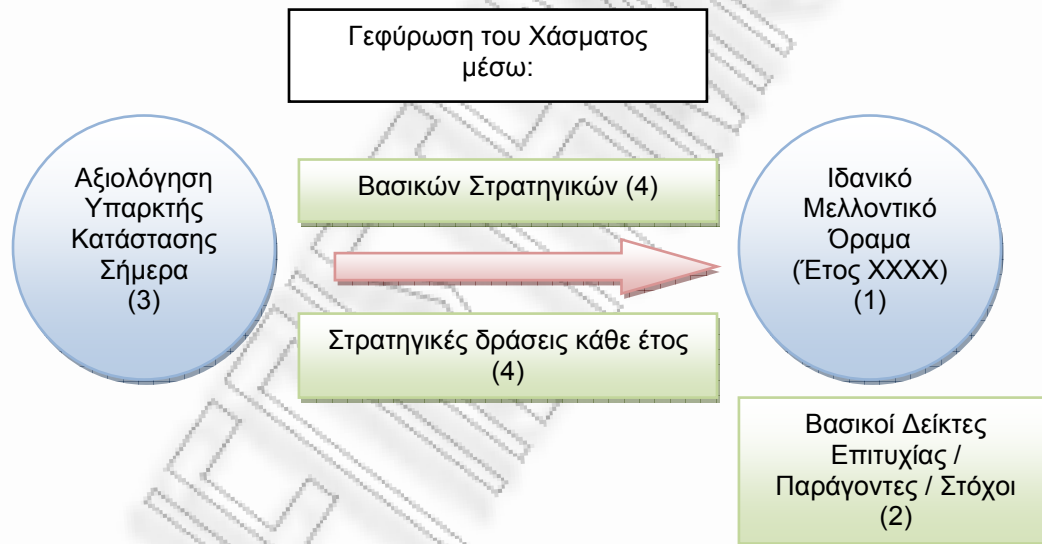 Γεφύρωση του Χάσματος
μέσω:
Αξιολόγηση
Υπαρκτής
Κατάστασης
Σήμερα
(3)
Βασικών Στρατηγικών (4)
Στρατηγικές δράσεις κάθε έτος
(4)
Ιδανικό
Μελλοντικό
Όραμα
(Έτος ΧΧΧΧ)
(1)
Βασικοί Δείκτες
Επιτυχίας /
Παράγοντες / Στόχοι
(2)